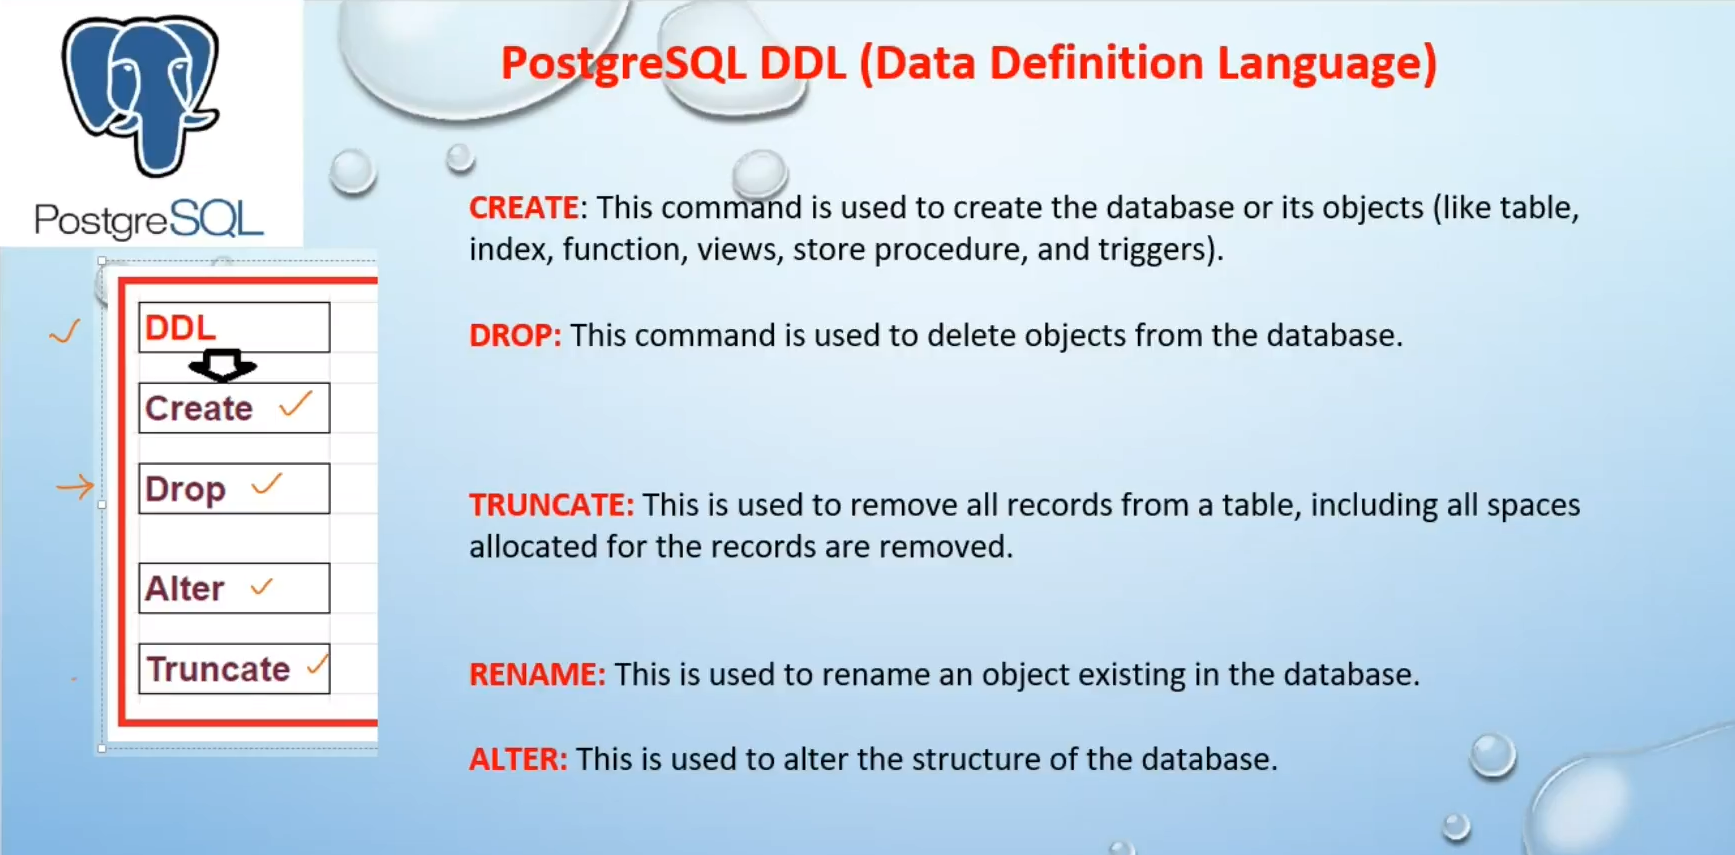 PostgreSQL
PostgreSQL DDL (Data Definition Language)
DDL
Create
Drop
Alter
Truncate
CREATE: This command is used to create the database or its objects (like table,
index, function, views, store procedure, and triggers).
DROP: This command is used to delete objects from the database.
TRUNCATE: This is used to remove all records from a table, including all spaces
allocated for the records are removed.
RENAME: This is used to rename an object existing in the database.
ALTER: This is used to alter the structure of the database.